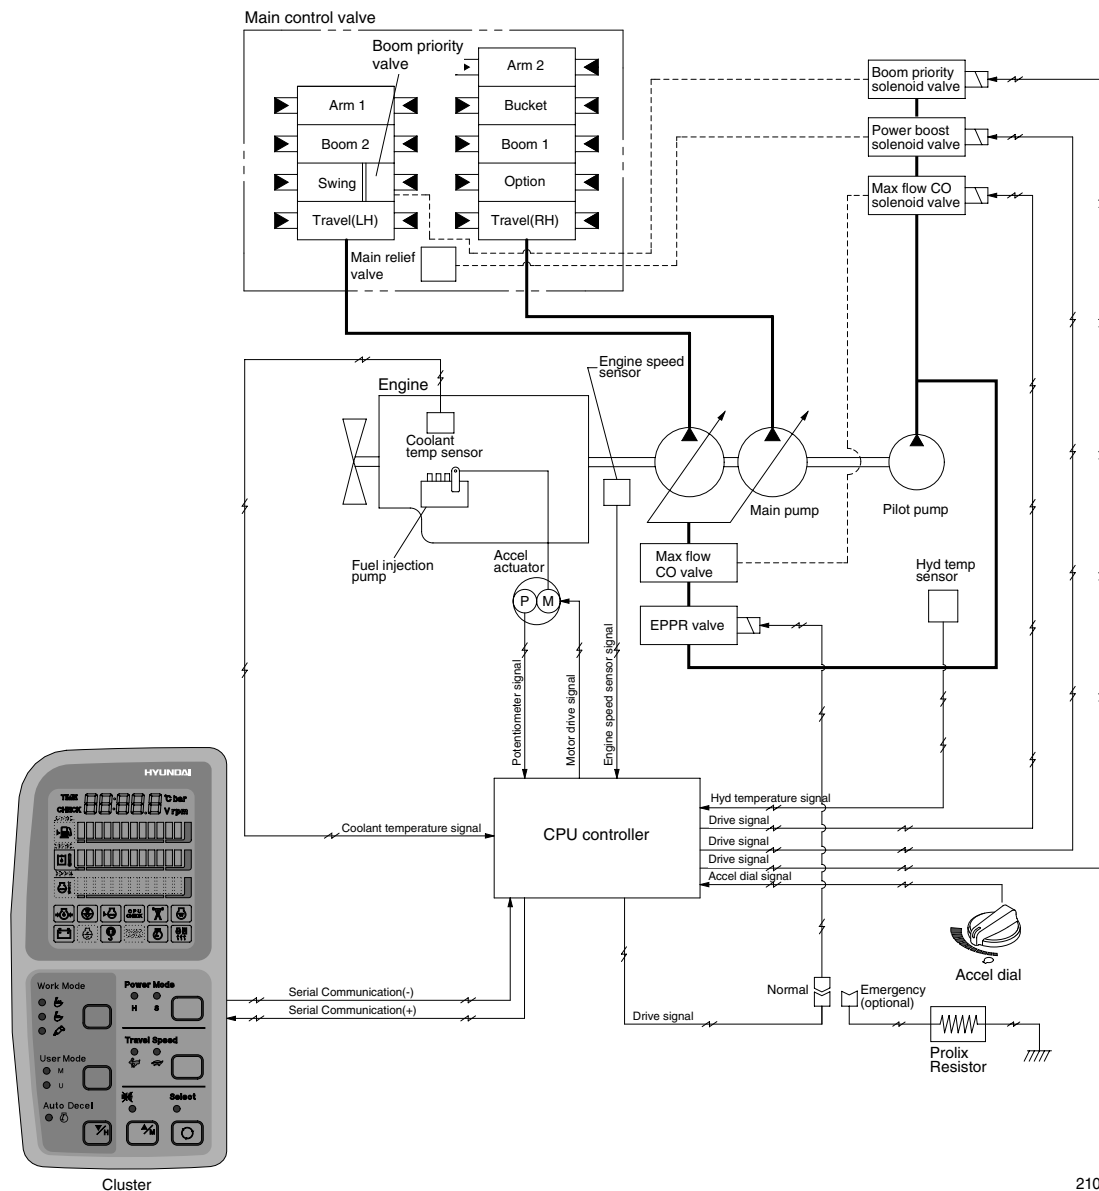 Main control valve
Boom priority
valve
Arm 1
Boom 2
Swing
Travel(LH)
Arm 2
Bucket
Boom 1
Option
Travel(RH)
Main relief
valve
Boom priority
solenoid valve
Power boost
solenoid valve
Max flow CO
solenoid valve
Engine speed
sensor
Engine
Coolant
temp sensor
Fuel injection
pump
Accel
actuator
P
M
Main pump
Pilot pump
Max flow
CO valve
EPPR valve
Hyd temp
sensor
Potentiometer signal
Motor drive signal
Engine speed sensor signal
CPU controller
Coolant temperature signal
Hyd temperature signal
Drive signal
Drive signal
Drive signal
Accel dial signal
Accel dial
Serial Communication(-)
Serial Communication(+)
Drive signal
Normal
Emergency
(optional)
Prolix
Resistor
HYUNDAI
TIME
CHECK
88:88.8
°C bar
V rpm
CPU
CHECK
Work Mode
Power Mode
H
S
User Mode
M
U
Travel Speed
Auto Decel
Select
▼/H
▲/M
Cluster
210